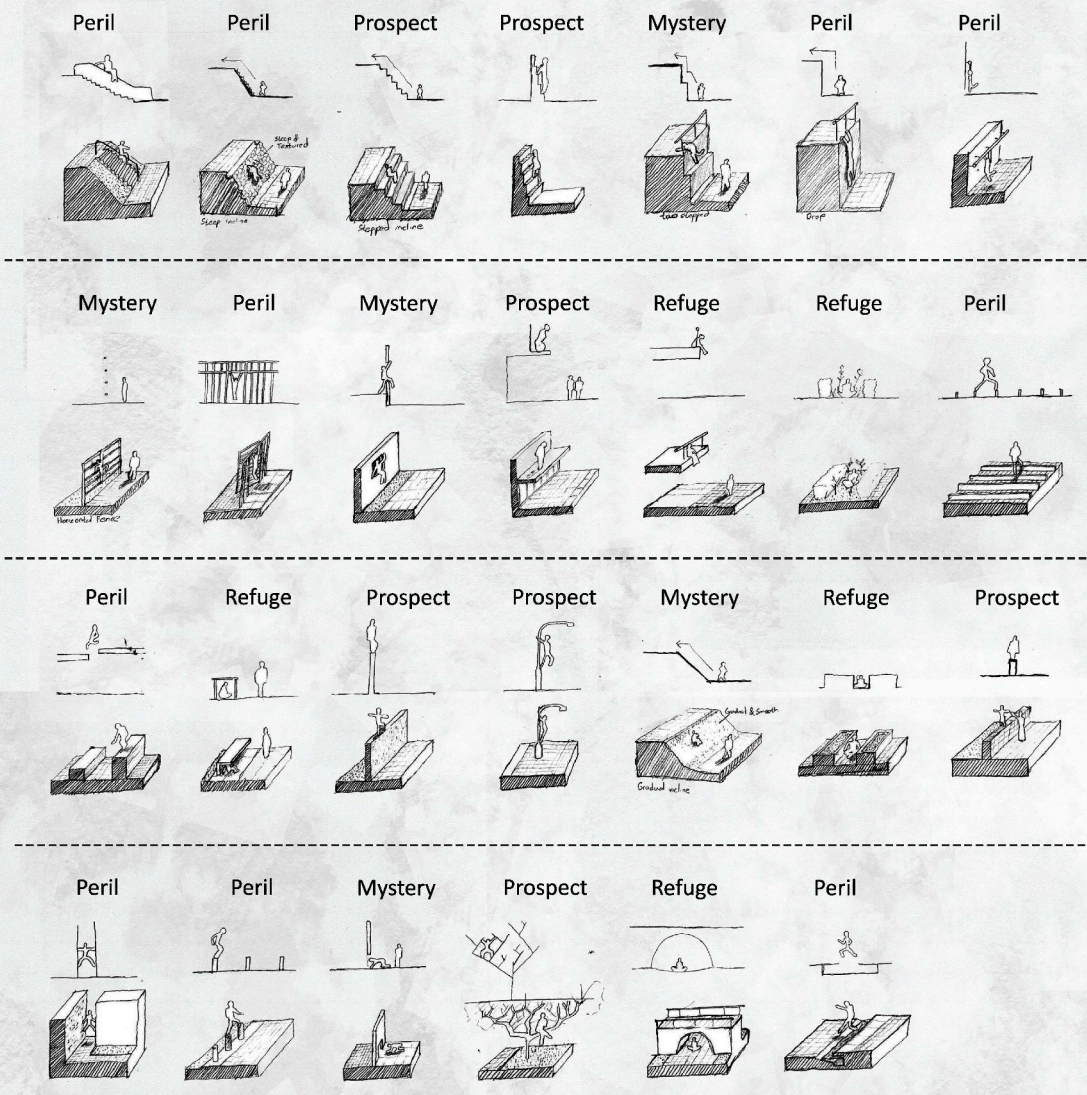 Peril Peril Prospect Prospect Mystery Peril Peril
Steep &
Textured
Steep incline
Stepped incline
Drop
Mystery Peril Mystery Prospect Refuge Refuge Peril
Horizontal Fence
Peril Refuge Prospect Prospect Mystery Refuge Prospect
Gradual & Smooth
Gradual incline
Peril Peril Mystery Prospect Refuge Peril